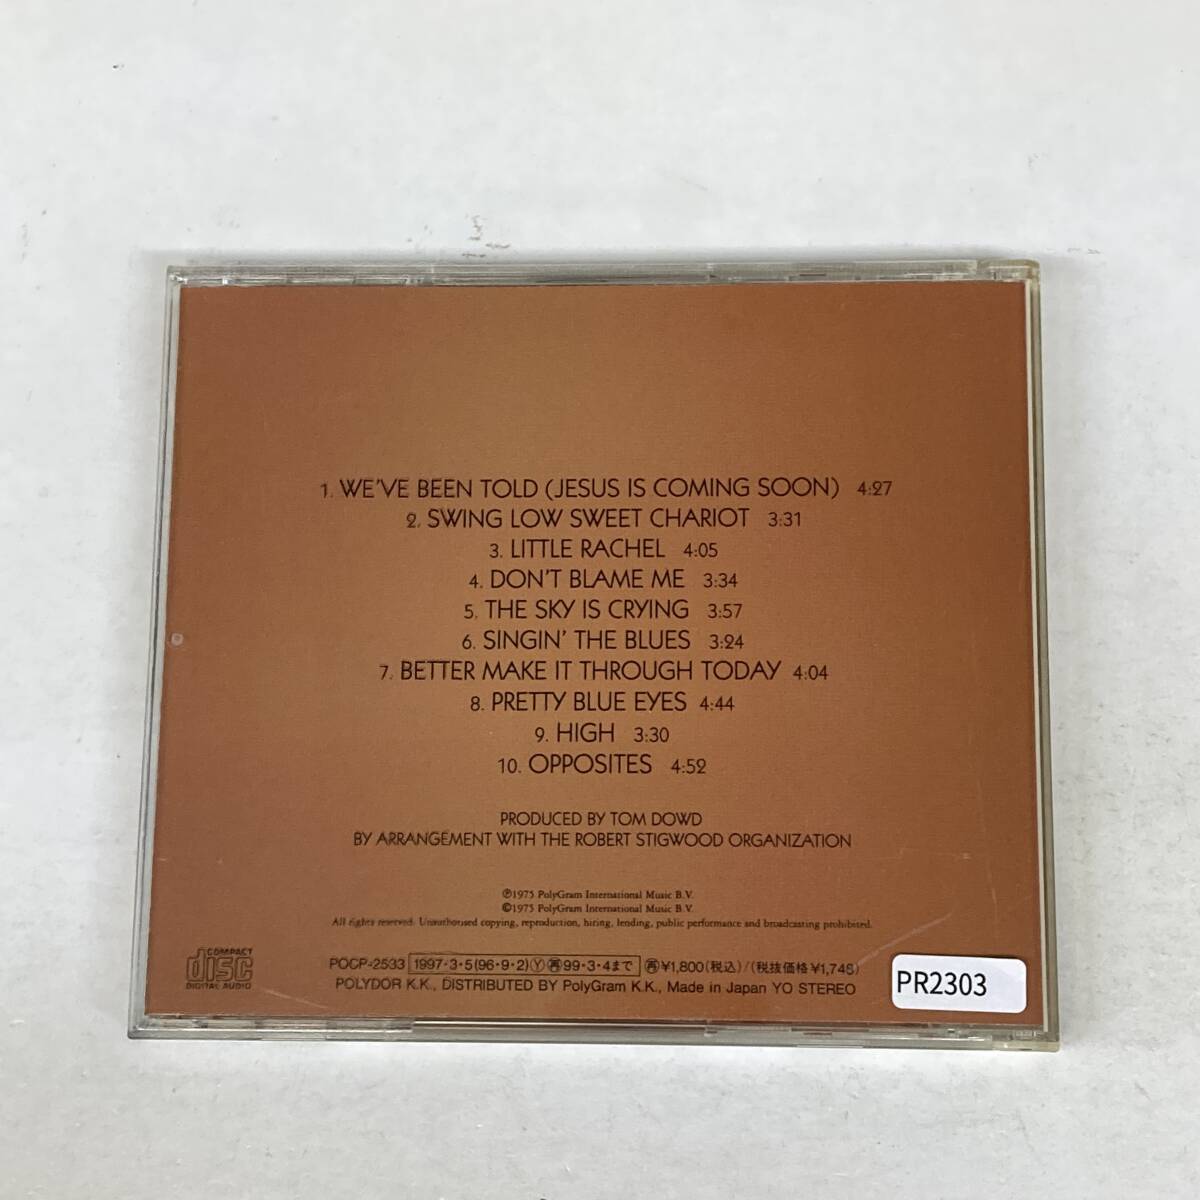 1. WE'VE BEEN TOLD (JESUS IS COMING SOON) 4:27
2. SWING LOW SWEET CHARIOT 3:31
3. LITTLE RACHEL 4:05
4. DON'T BLAME ME 3:34
5. THE SKY IS CRYING 3:57
6. SINGIN' THE BLUES 3:24
7. BETTER MAKE IT THROUGH TODAY 4:04
8. PRETTY BLUE EYES 4:44
9. HIGH 3:30
10. OPPOSITES 4:52
PRODUCED BY TOM DOWD
BY ARRANGEMENT WITH THE ROBERT STIGWOOD ORGANIZATION
℗1975 PolyGram International Music B.V.
©1975 PolyGram International Music B.V.
All rights reserved. Unauthorised copying, reproduction, hiring, lending, public performance and broadcasting prohibited.
COMPACT
disc
DIGITAL AUDIO
POCP-2533 1997・3・5(96・9・2)Ⓨ㊢99・3・4まで ㊢¥1,800(税込)/(税抜価格¥1,748)
POLYDOR K.K., DISTRIBUTED BY PolyGram K.K., Made in Japan YO STEREO
PR2303